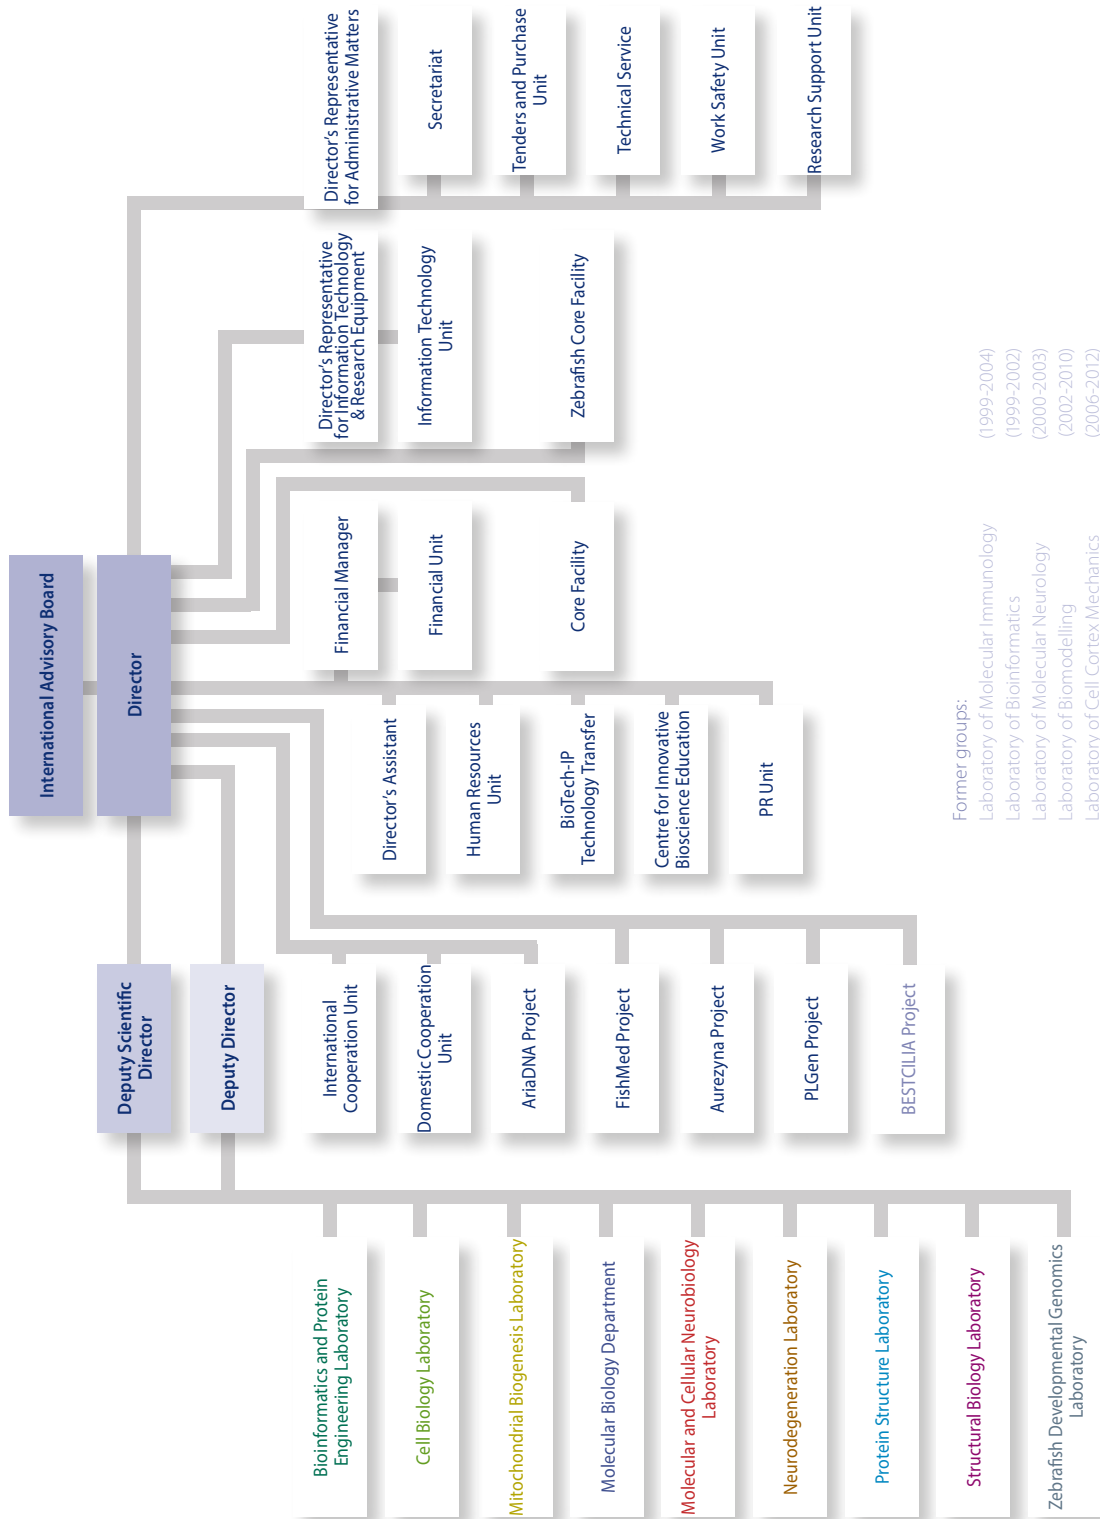 International Advisory Board
Director
Deputy Scientific
Director
Deputy Director
Bioinformatics and Protein
Engineering Laboratory
Cell Biology Laboratory
Mitochondrial Biogenesis Laboratory
Molecular Biology Department
Molecular and Cellular Neurobiology
Laboratory
Neurodegeneration Laboratory
Protein Structure Laboratory
Structural Biology Laboratory
Zebrafish Developmental Genomics
Laboratory
International
Cooperation Unit
Domestic Cooperation
Unit
AriaDNA Project
FishMed Project
Aurezyna Project
PLGen Project
BESTCILIA Project
Director's Assistant
Human Resources
Unit
BioTech-IP
Technology Transfer
Centre for Innovative
Bioscience Education
PR Unit
Financial Manager
Financial Unit
Core Facility
Director's Representative
for Information Technology
& Research Equipment
Information Technology
Unit
Zebrafish Core Facility
Director's Representative
for Administrative Matters
Secretariat
Tenders and Purchase
Unit
Technical Service
Work Safety Unit
Research Support Unit
Former groups:
Laboratory of Molecular Immunology (1999-2004)
Laboratory of Bioinformatics (1999-2002)
Laboratory of Molecular Neurology (2000-2003)
Laboratory of Biomodelling (2002-2010)
Laboratory of Cell Cortex Mechanics (2006-2012)